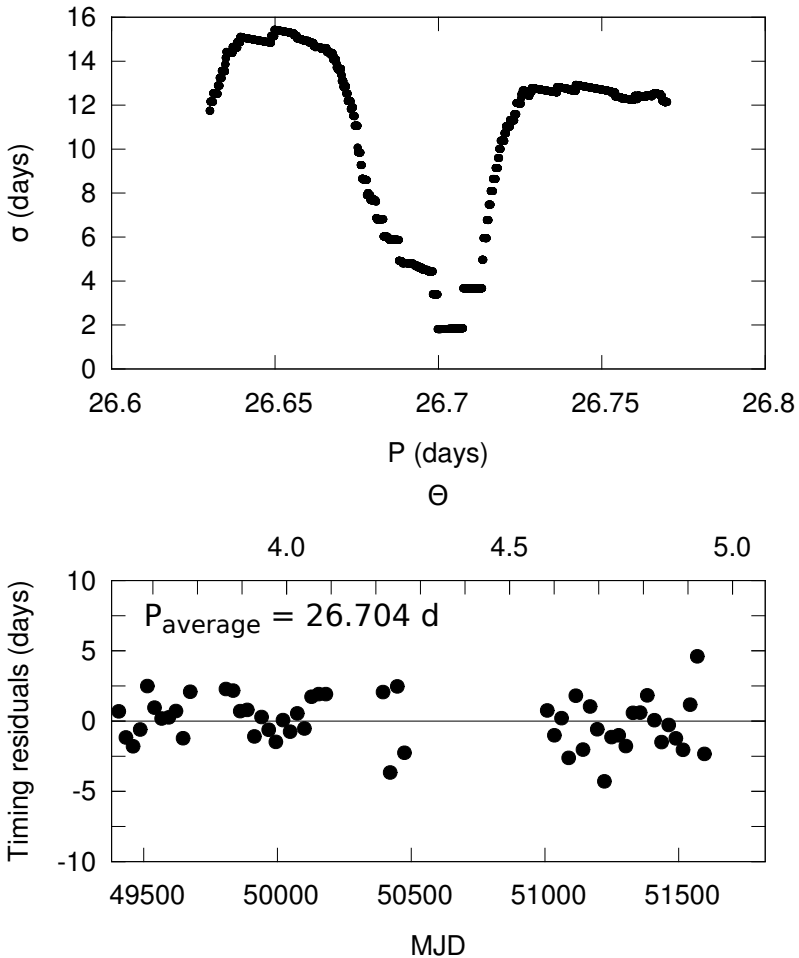 16
14
12
10
8
6
4
2
0
σ (days)
26.6 26.65 26.7 26.75 26.8
P (days)
Θ
4.0 4.5 5.0
10
5
0
-5
-10
Timing residuals (days)
Paverage = 26.704 d
49500 50000 50500 51000 51500
MJD